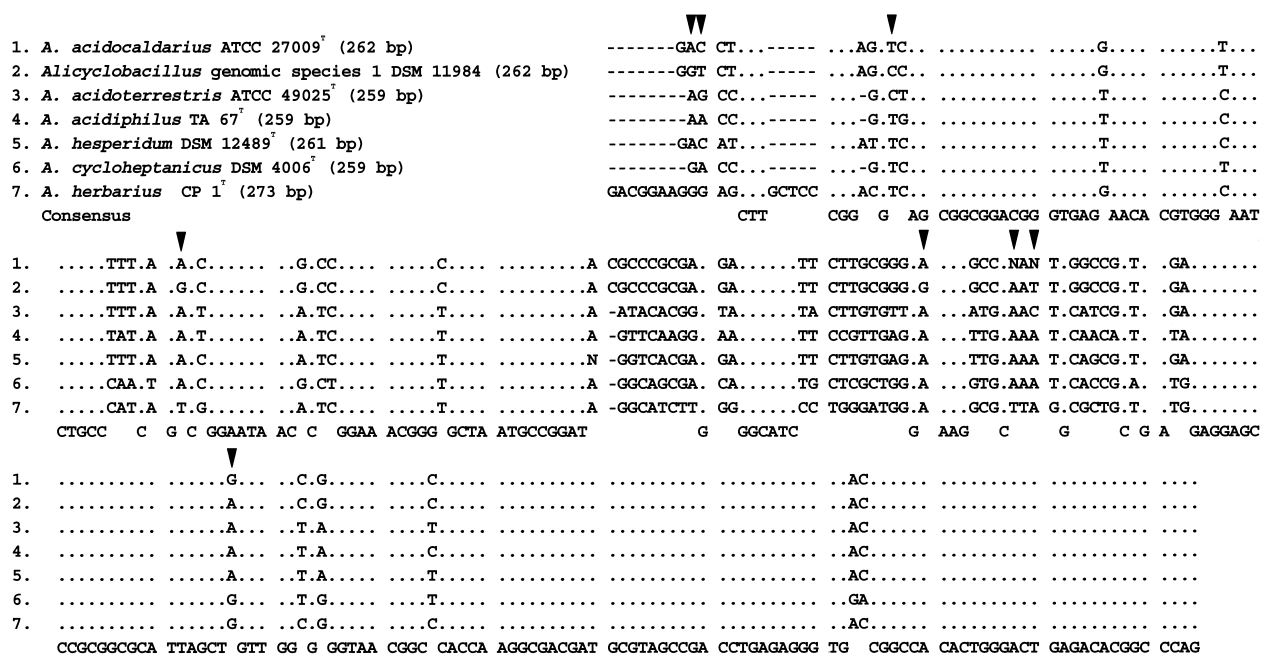 1. A. acidocaldarius ATCC 27009T (262 bp) -------GAC CT...----- ...AG.TC.. .......... .....G.... ......T...
2. Alicyclobacillus genomic species 1 DSM 11984 (262 bp) -------GGT CT...----- ...AG.CC.. .......... .....G.... ......T...
3. A. acidoterrestris ATCC 49025T (259 bp) --------AG CC...----- ...-G.CT.. .......... .....T.... ......C...
4. A. acidiphilus TA 67T (259 bp) --------AA CC...----- ...-G.TG.. .......... .....T.... ......C...
5. A. hesperidum DSM 12489T (261 bp) -------GAC AT...----- ...AT.TC.. .......... .....T.... ......C...
6. A. cycloheptanicus DSM 4006T (259 bp) --------GA CC...----- ...-G.TC.. .......... .....T.... ......T...
7. A. herbarius CP 1T (273 bp) GACGGAAGGG AG...GCTCC ...AC.TC.. .......... .....G.... ......C...
Consensus CTT CGG G AG CGGCGGACGG GTGAG AACA CGTGGG AAT
1. .....TTT.A .A.C...... ..G.CC.... ....C..... .........A CGCCCGCGA. GA......TT CTTGCGGG.A ....GCC.NAN T.GGCCG.T. .GA.......
2. .....TTT.A .G.C...... ..G.CC.... ....C..... .........A CGCCCGCGA. GA......TT CTTGCGGG.G ....GCC.AAT T.GGCCG.T. .GA.......
3. .....TTT.A .A.T...... ..A.TC.... ....T..... .........A -ATACACGG. TA......TA CTTGTGTT.A ....ATG.AAC T.CATCG.T. .GA.......
4. .....TAT.A .A.T...... ..A.TC.... ....T..... .........A -GTTCAAGG. AA......TT CCGTTGAG.A ....TTG.AAA T.CAACA.T. .TA.......
5. .....TTT.A .A.C...... ..A.TC.... ....T..... .........N -GGTCACGA. GA......TT CTTGTGAG.A ....TTG.AAA T.CAGCG.T. .GA.......
6. .....CAA.T .A.C...... ..G.CT.... ....T..... .........A -GGCAGCGA. CA......TG CTCGCTGG.A ....GTG.AAA T.CACCG.A. .TG.......
7. .....CAT.A .T.G...... ..A.TC.... ....T..... .........A -GGCATCTT. GG......CC TGGGATGG.A ....GCG.TTA G.CGCTG.T. .TG.......
CTGCC C G C GGAATAA AC C GGAA ACGGG GCTA ATGCCGGAT G GGCATC G AAG C G C G A GAGGAGC
1. .......... .......G... ...C.G.... .....C.... .......... .......... .......... .......... ..AC...... .......... .......... ....
2. .......... .......A... ...C.G.... .....C.... .......... .......... .......... .......... ..AC...... .......... .......... ....
3. .......... .......A... ...T.A.... .....T.... .......... .......... .......... .......... ..AC...... .......... .......... ....
4. .......... .......A... ...T.A.... .....C.... .......... .......... .......... .......... ..AC...... .......... .......... ....
5. .......... .......A... ...T.A.... .....T.... .......... .......... .......... .......... ..AC...... .......... .......... ....
6. .......... .......G... ...T.G.... .....T.... .......... .......... .......... .......... ..GA...... .......... .......... ....
7. .......... .......G... ...C.G.... .....C.... .......... .......... .......... .......... ..AC...... .......... .......... ....
CCGCGGCGCA TTAGCT GTT GG G GGTAAC GGC CACCA AGGCGACGAT GCGTAGCCGA CCTGAGAGGG TG CGGCCA CACTGGGACT GAGACACGGC CCAG